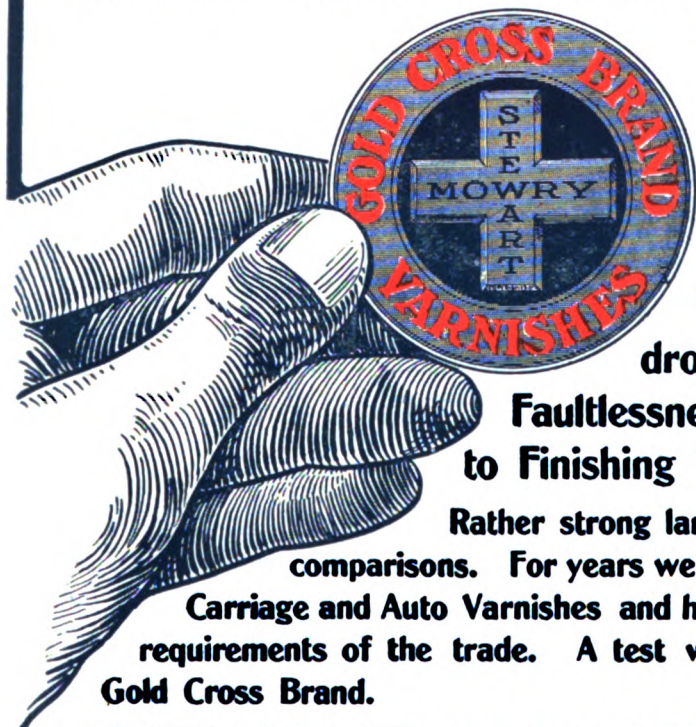 GOLD CROSS BRAND
STEWART
MOWRY
VARNISHES
Faultlessne
to Finishing
Rather strong lan
comparisons. For years we
Carriage and Auto Varnishes and h
requirements of the trade. A test w
Gold Cross Brand.